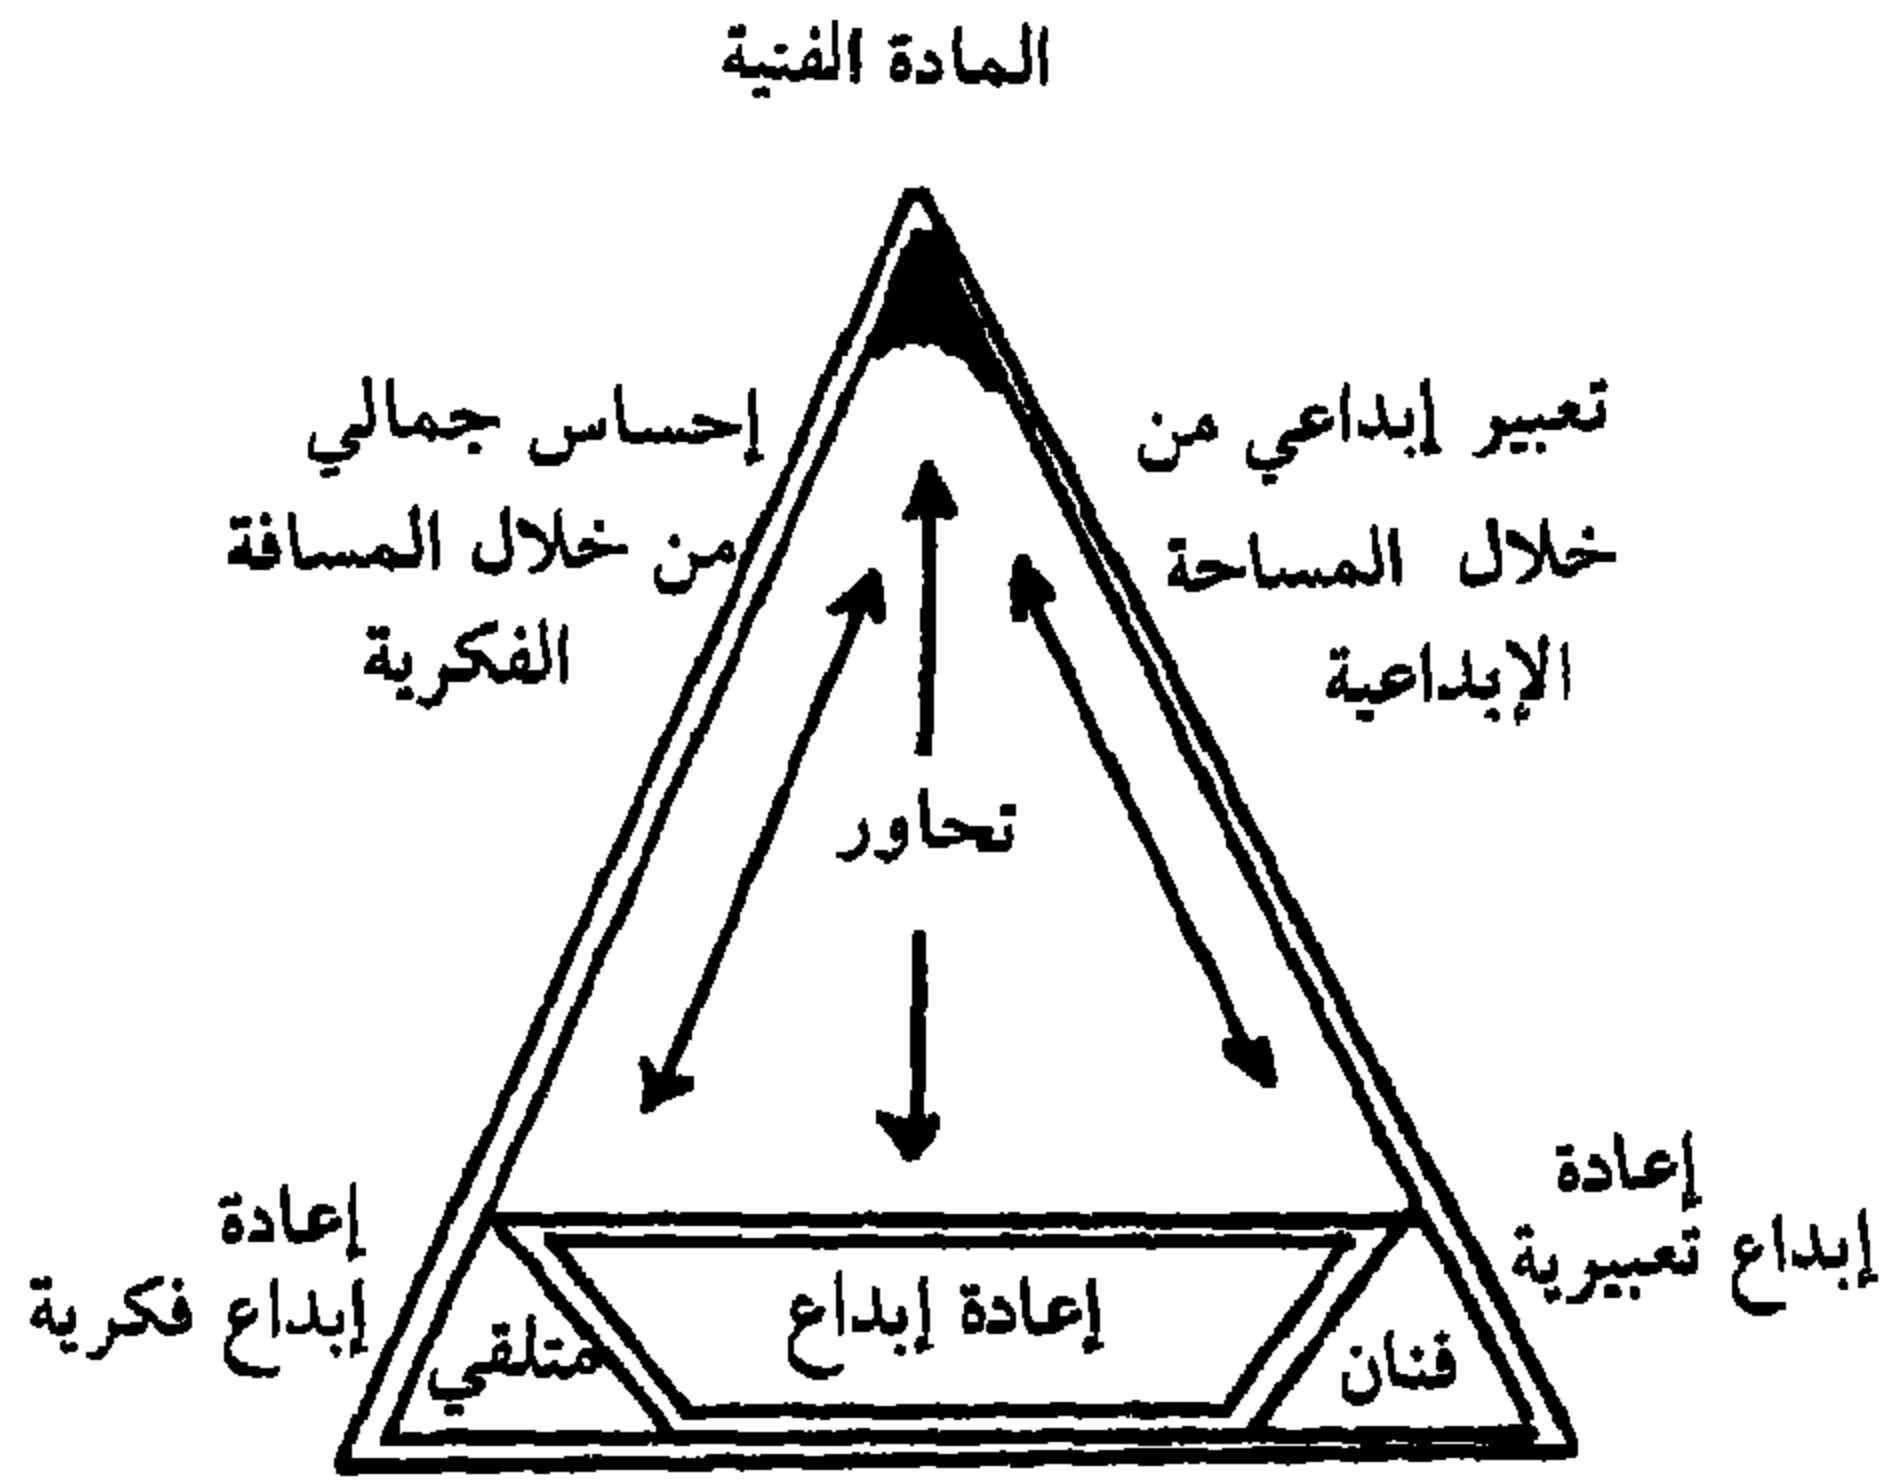 المادة الفنية
تعبير إبداعي من
خلال المساحة
الإبداعية
إحساس جمالي
من خلال المسافة
الفكرية
تحاور
إعادة
إبداع تعبيرية
إعادة
إبداع فكرية
فنان
إعادة إبداع
متلقي